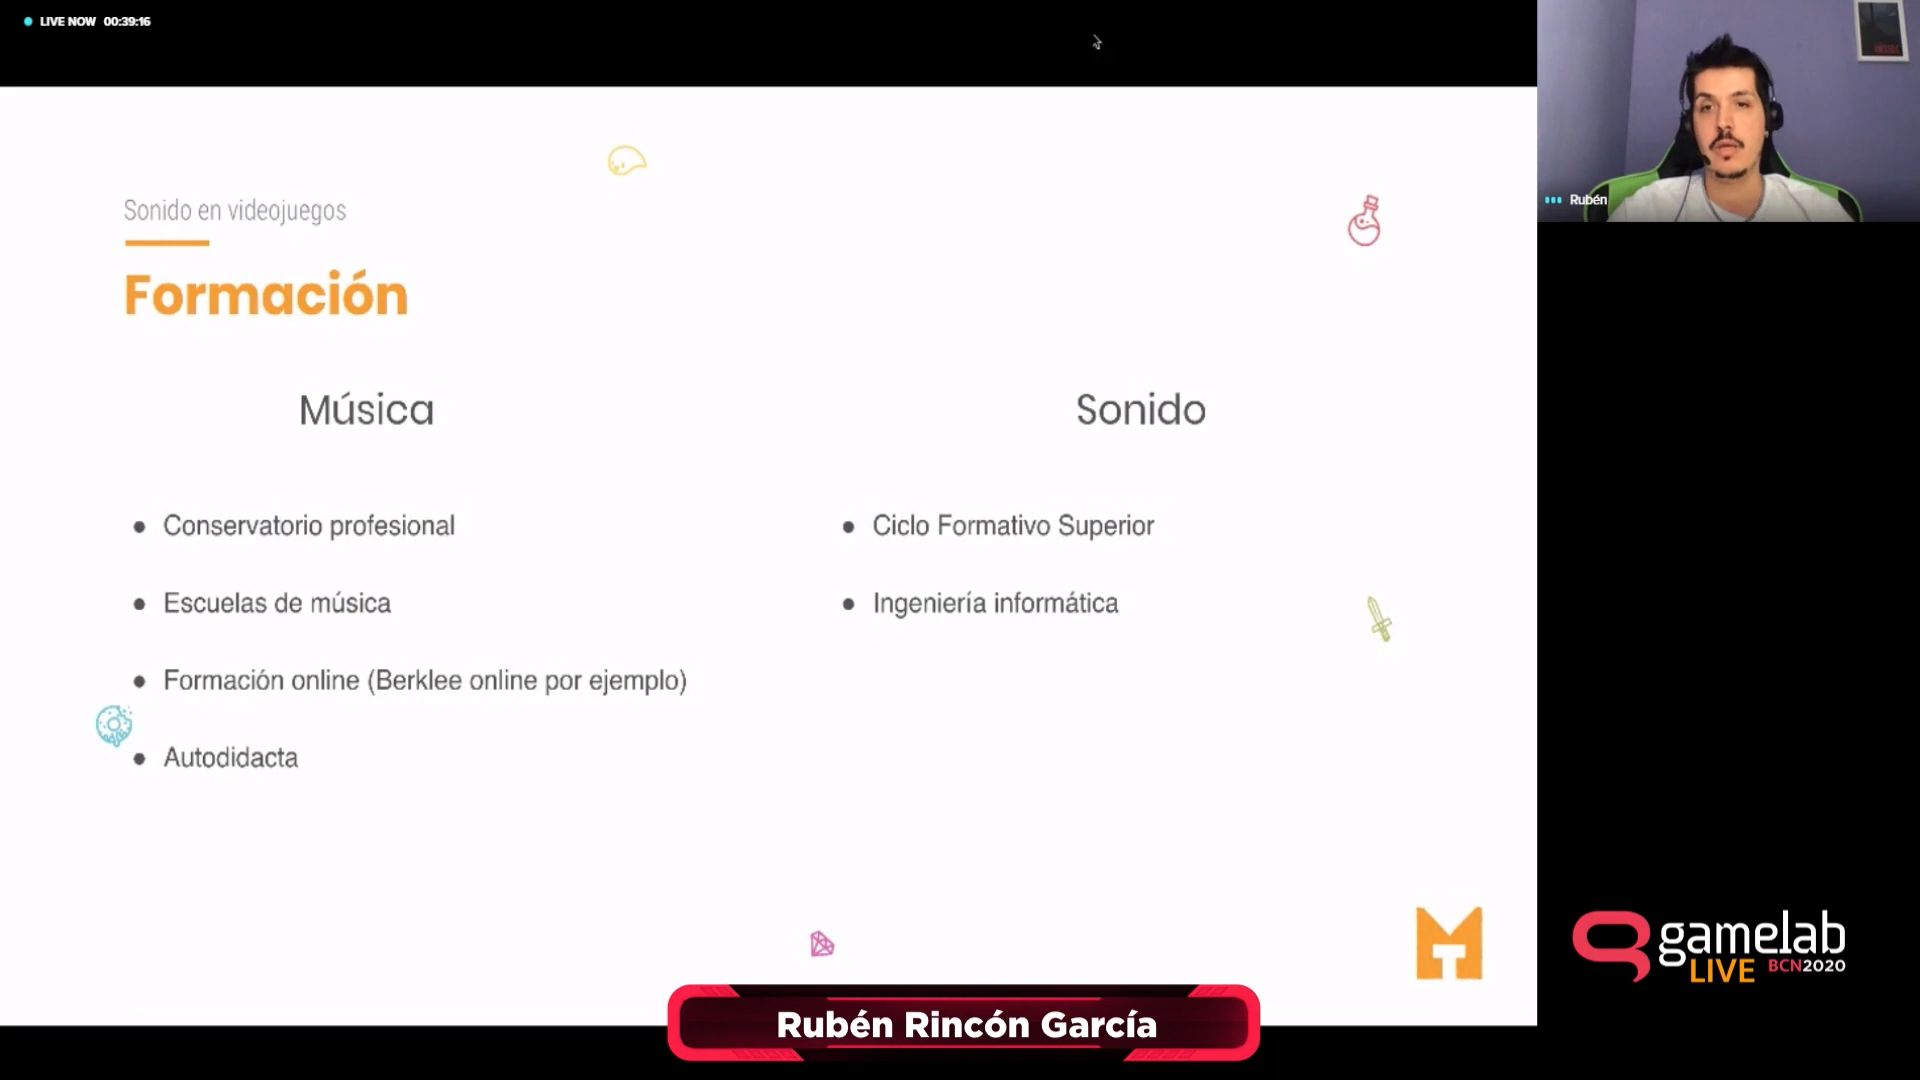 LIVE NOW 00:39:16
Sonido en videojuegos
Formación
Música
Conservatorio profesional
Escuelas de música
Formación online (Berklee online por ejemplo)
Autodidacta
Sonido
Ciclo Formativo Superior
Ingeniería informática
Rubén
gamelab
LIVE BCN2020
Rubén Rincón García